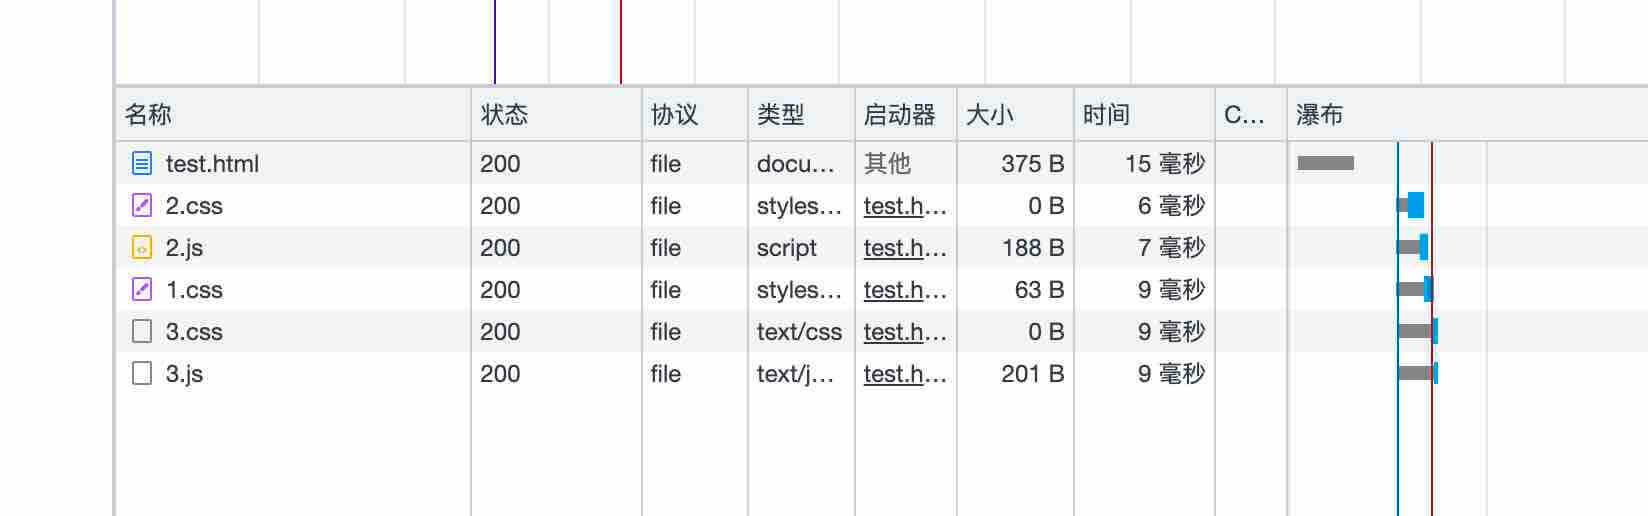 名称 状态 协议 类型 启动器 大小 时间 C... 瀑布
test.html 200 file docu... 其他 375 B 15 毫秒
2.css 200 file styles... test.h... 0 B 6 毫秒
2.js 200 file script test.h... 188 B 7 毫秒
1.css 200 file styles... test.h... 63 B 9 毫秒
3.css 200 file text/css test.h... 0 B 9 毫秒
3.js 200 file text/j... test.h... 201 B 9 毫秒